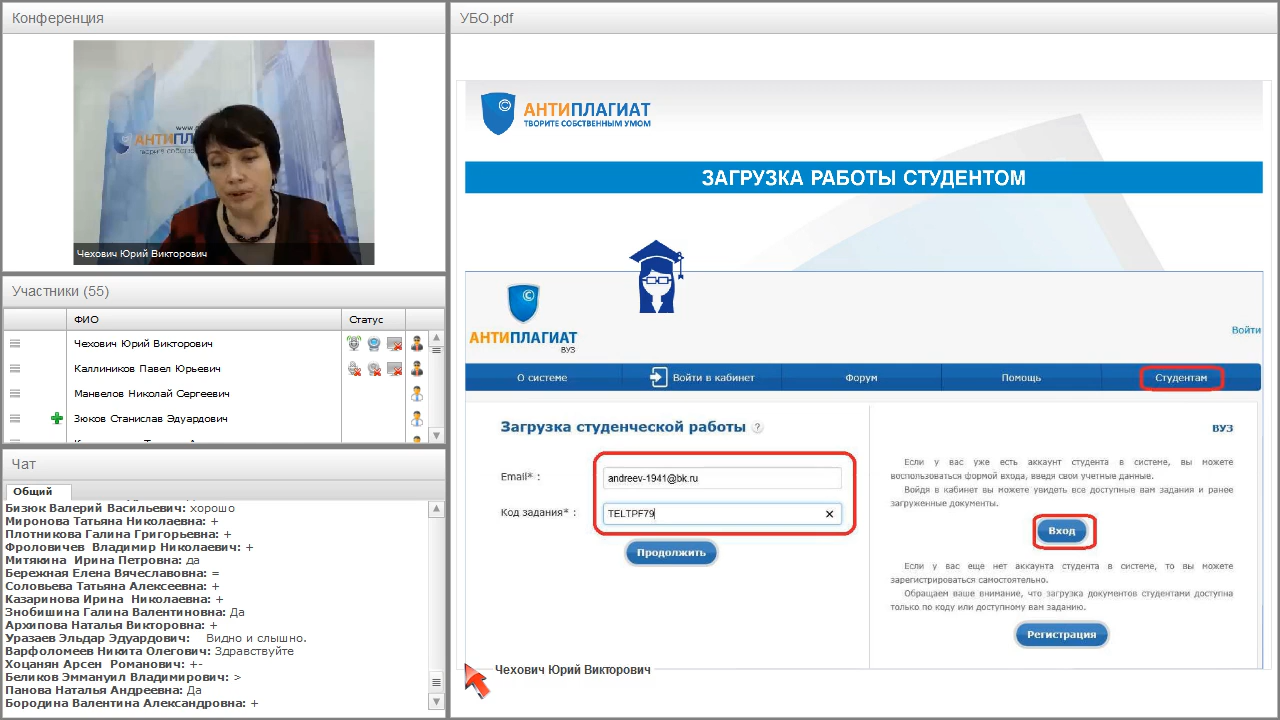 Конференция
www.
АНТИПЛ
Чехович Юрий Викторович
Участники (55)
ФИО
Статус
Чехович Юрий Викторович
Каллиников Павел Юрьевич
Манвелов Николай Сергеевич
Зюков Станислав Эдуардович
Чат
Общий
Бизюк Валерий Васильевич: хорошо
Миронова Татьяна Николаевна: +
Плотникова Галина Григорьевна: +
Фроловичев Владимир Николаевич: +
Митякина Ирина Петровна: да
Бережная Елена Вячеславовна: =
Соловьева Татьяна Алексеевна: +
Казаринова Ирина Николаевна: +
Знобишина Галина Валентиновна: Да
Архипова Наталья Викторовна: +
Уразаев Эльдар Эдуардович: Видно и слышно.
Варфоломеев Никита Олегович: Здравствуйте
Хоцанян Арсен Романович: +-
Беликов Эммануил Владимирович: >
Панова Наталья Андреевна: Да
Бородина Валентина Александровна: +
УБО.pdf
©
АНТИПЛАГИАТ
ТВОРИТЕ СОБСТВЕННЫМ УМОМ
ЗАГРУЗКА РАБОТЫ СТУДЕНТОМ
©
АНТИПЛАГИАТ
ВУЗ
Войти
О системе
Войти в кабинет
Форум
Помощь
Студентам
Загрузка студенческой работы ?
Email* :
andreev-1941@bk.ru
Код задания* :
TELTPF79
Продолжить
ВУЗ
Если у вас уже есть аккаунт студента в системе, вы можете
воспользоваться формой входа, введя свои учетные данные.
Войдя в кабинет вы можете увидеть все доступные вам задания и ранее
загруженные документы.
Вход
Если у вас еще нет аккаунта студента в системе, то вы можете
зарегистрироваться самостоятельно.
Обращаем ваше внимание, что загрузка документов студентами доступна
только по коду или доступному вам заданию.
Регистрация
Чехович Юрий Викторович